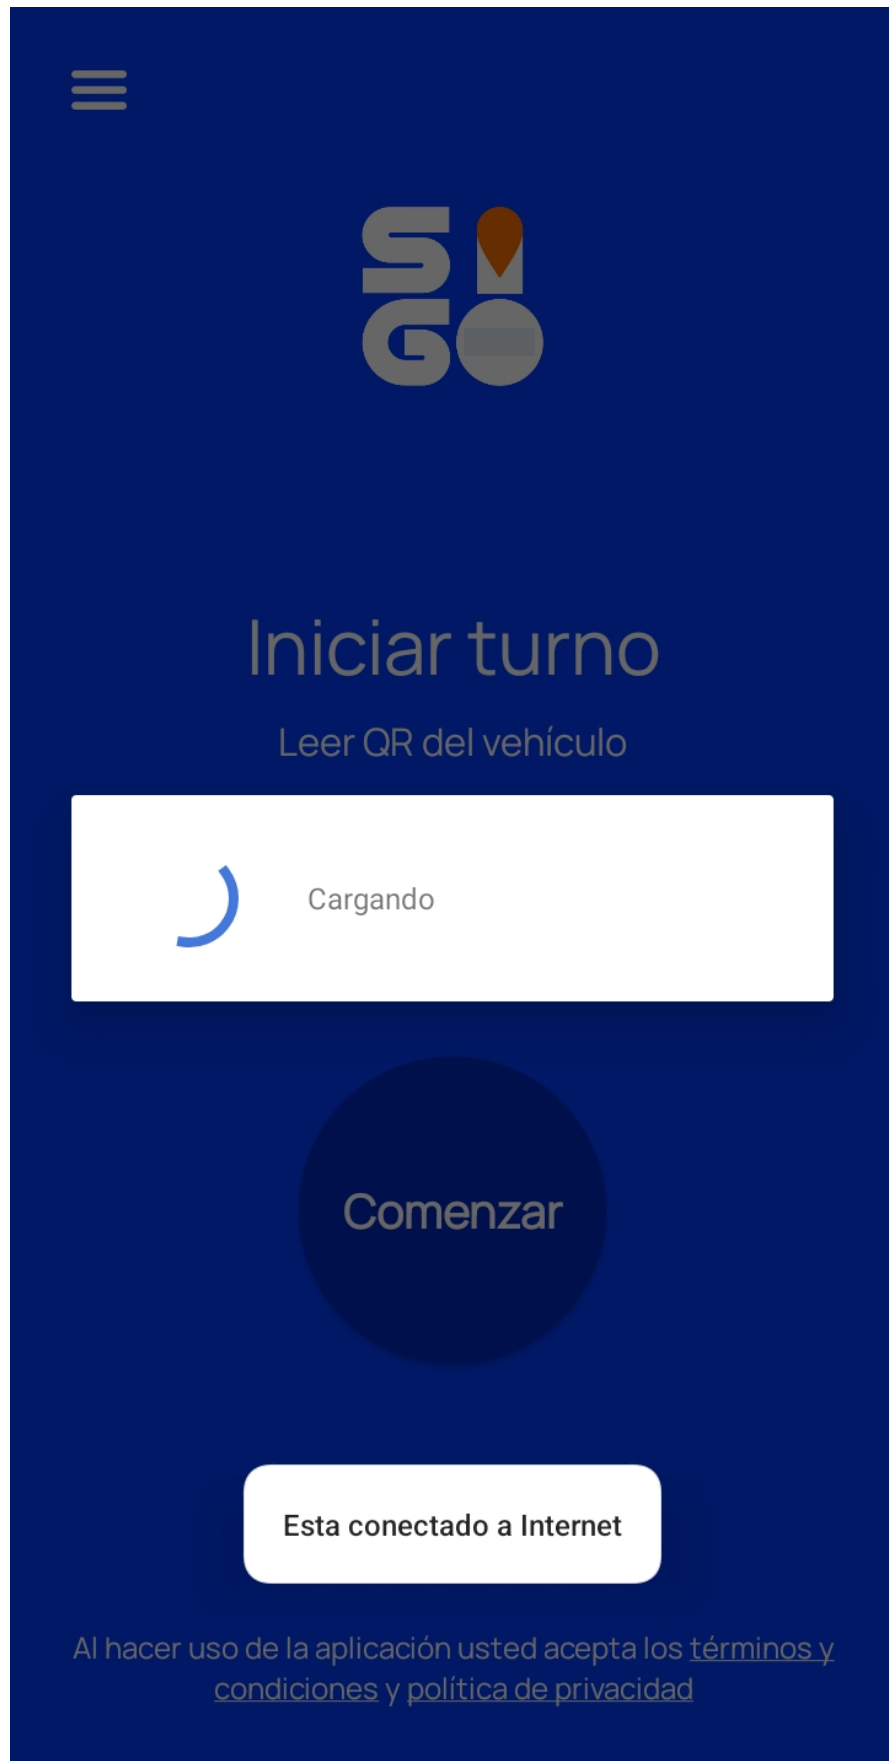 SI
GO
Iniciar turno
Leer QR del vehículo
Cargando
Comenzar
Esta conectado a Internet
Al hacer uso de la aplicación usted acepta los términos y
condiciones y política de privacidad